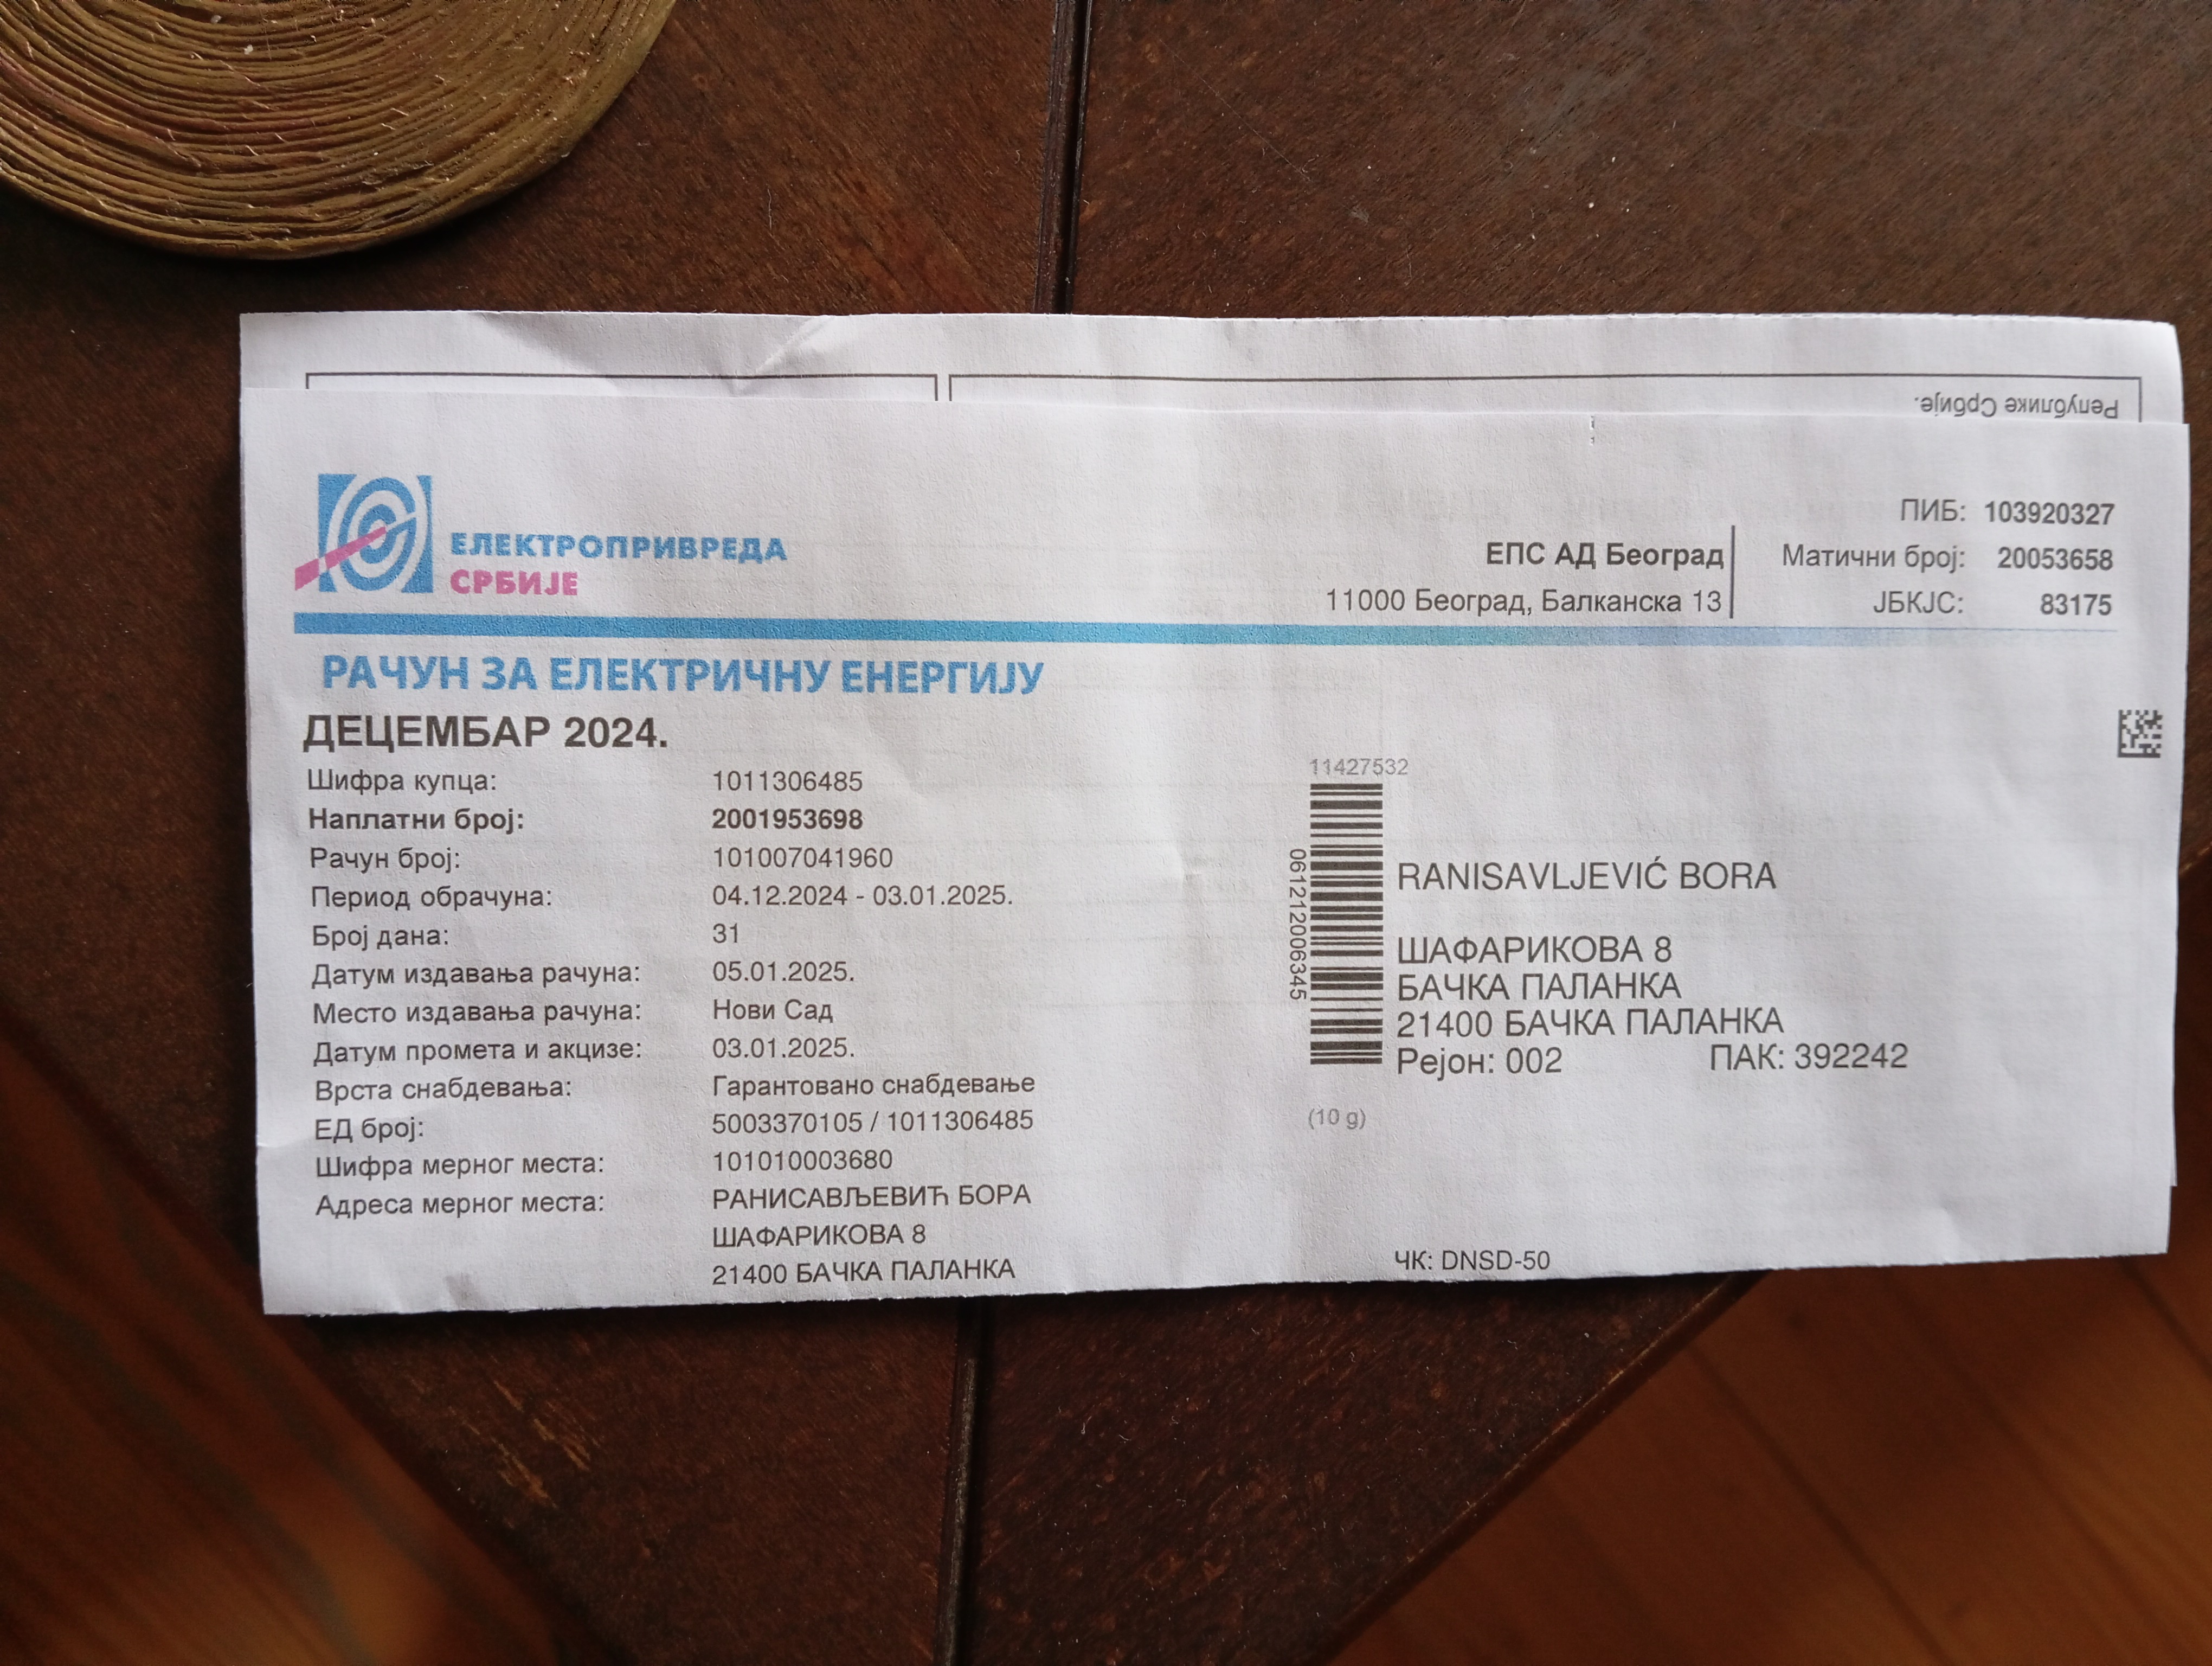 Републике Србије.
ЕЛЕКТРОПРИВРЕДА
СРБИЈЕ
ЕПС АД Београд
11000 Београд, Балканска 13
ПИБ: 103920327
Матични број: 20053658
ЈБКЈС: 83175
РАЧУН ЗА ЕЛЕКТРИЧНУ ЕНЕРГИЈУ
ДЕЦЕМБАР 2024.
Шифра купца: 1011306485
Наплатни број: 2001953698
Рачун број: 101007041960
Период обрачуна: 04.12.2024 - 03.01.2025.
Број дана: 31
Датум издавања рачуна: 05.01.2025.
Место издавања рачуна: Нови Сад
Датум промета и акцизе: 03.01.2025.
Врста снабдевања: Гарантовано снабдевање
ЕД број: 5003370105 / 1011306485
Шифра мерног места: 101010003680
Адреса мерног места: РАНИСАВЉЕВИЋ БОРА
ШАФАРИКОВА 8
21400 БАЧКА ПАЛАНКА
11427532
0612120063​45
RANISAVLJEVIĆ BORA
ШАФАРИКОВА 8
БАЧКА ПАЛАНКА
21400 БАЧКА ПАЛАНКА
Рејон: 002 ПАК: 392242
(10 g)
ЧК: DNSD-50